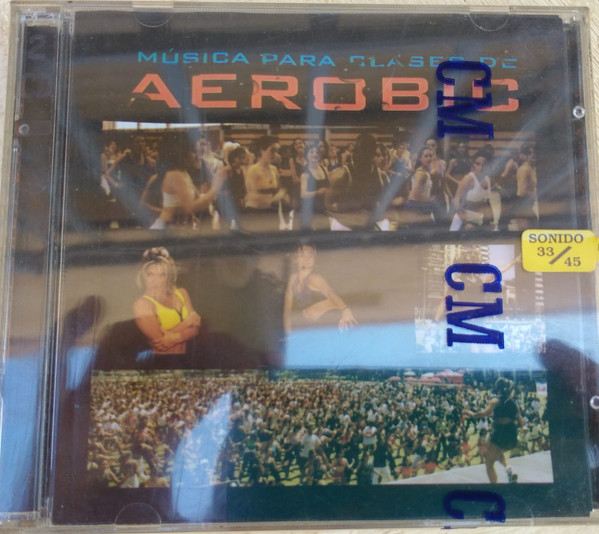 MÚSICA PARA CLASES DE
AEROBIC
CM
SONIDO
33/45
CM
C